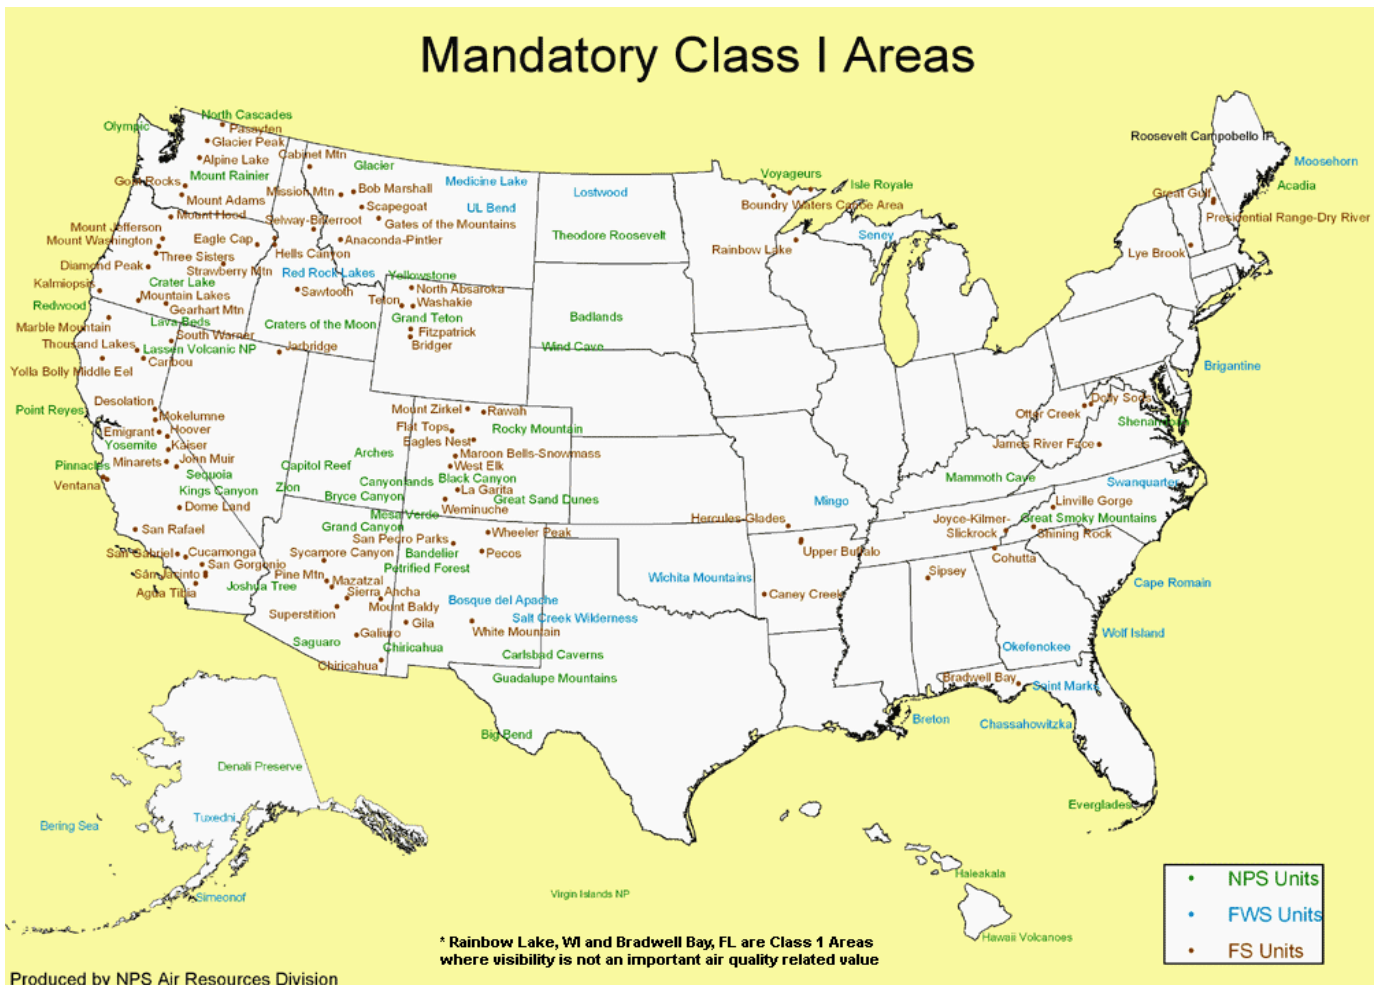 Mandatory Class I Areas
North Cascades
Olympic
Pasayten
Glacier Peak
Alpine Lake
Mount Rainier
Goat Rocks
Mount Adams
Mount Hood
Mount Jefferson
Mount Washington
Three Sisters
Eagle Cap
Hells Canyon
Diamond Peak
Strawberry Mtn
Kalmiopsis
Crater Lake
Mountain Lakes
Gearhart Mtn
Redwood
Lava Beds
Marble Mountain
South Warner
Thousand Lakes
Lassen Volcanic NP
Caribou
Yolla Bolly Middle Eel
Jarbridge
Desolation
Point Reyes
Mokelumne
Emigrant
Hoover
Yosemite
Kaiser
Pinnacles
Minarets
John Muir
Ventana
Sequoia
Kings Canyon
Dome Land
San Rafael
San Gabriel
Cucamonga
San Gorgonio
San Jacinto
Agua Tibia
Joshua Tree
Cabinet Mtn
Glacier
Mission Mtn
Bob Marshall
Scapegoat
Selway-Bitterroot
Gates of the Mountains
Anaconda-Pintler
Medicine Lake
UL Bend
Red Rock Lakes
Yellowstone
Sawtooth
North Absaroka
Teton
Washakie
Craters of the Moon
Grand Teton
Fitzpatrick
Bridger
Lostwood
Theodore Roosevelt
Badlands
Wind Cave
Mount Zirkel
Rawah
Flat Tops
Rocky Mountain
Eagles Nest
Arches
Maroon Bells-Snowmass
Capitol Reef
West Elk
Canyonlands
Black Canyon
Zion
Bryce Canyon
La Garita
Great Sand Dunes
Weminuche
Mesa Verde
Grand Canyon
Wheeler Peak
San Pedro Parks
Sycamore Canyon
Bandelier
Pecos
Petrified Forest
Pine Mtn
Mazatzal
Sierra Ancha
Superstition
Mount Baldy
Bosque del Apache
Gila
Salt Creek Wilderness
White Mountain
Galiuro
Saguaro
Chiricahua
Chiricahua
Carlsbad Caverns
Guadalupe Mountains
Big Bend
Wichita Mountains
Voyageurs
Isle Royale
Boundry Waters Canoe Area
Rainbow Lake
Seney
Mingo
Hercules-Glades
Upper Buffalo
Caney Creek
Mammoth Cave
Sipsey
Joyce-Kilmer-
Slickrock
Great Smoky Mountains
Linville Gorge
Shining Rock
Cohutta
Swanquarter
Cape Romain
Wolf Island
Okefenokee
Bradwell Bay
Saint Marks
Breton
Chassahowitzka
Everglades
Dolly Sods
Otter Creek
Shenandoah
James River Face
Brigantine
Lye Brook
Great Gulf
Presidential Range-Dry River
Roosevelt Campobello IP
Moosehorn
Acadia
Denali Preserve
Tuxedni
Bering Sea
Simeonof
Virgin Islands NP
Haleakala
Hawaii Volcanoes
NPS Units
FWS Units
FS Units
* Rainbow Lake, WI and Bradwell Bay, FL are Class 1 Areas
where visibility is not an important air quality related value
Produced by NPS Air Resources Division